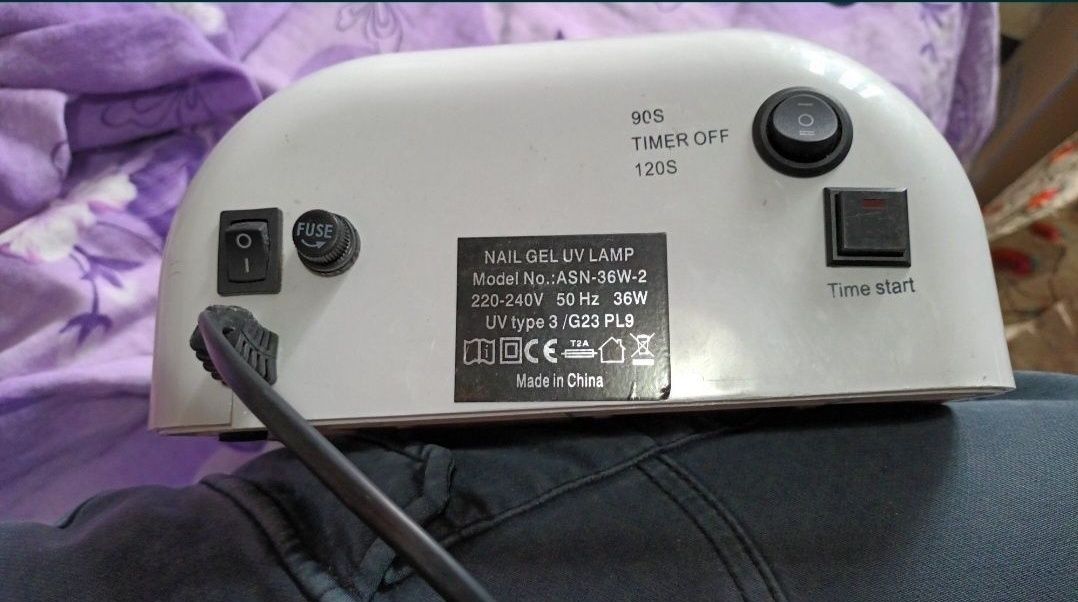 90S
TIMER OFF
120S
FUSE
NAIL GEL UV LAMP
Model No.:ASN-36W-2
220-240V 50 Hz 36W
UV type 3 /G23 PL9
CE T2A
Made in China
Time start